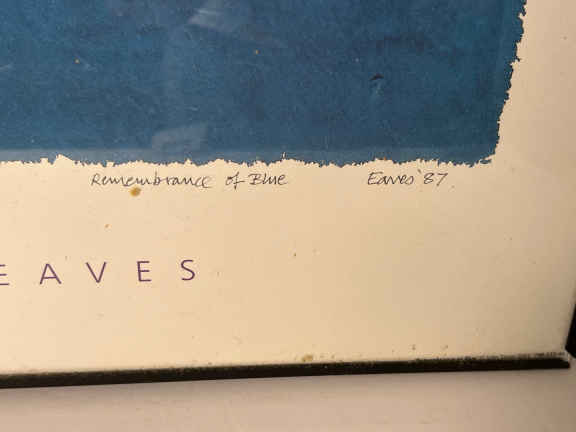 Remembrance of Blue Eaves '87
EAVES